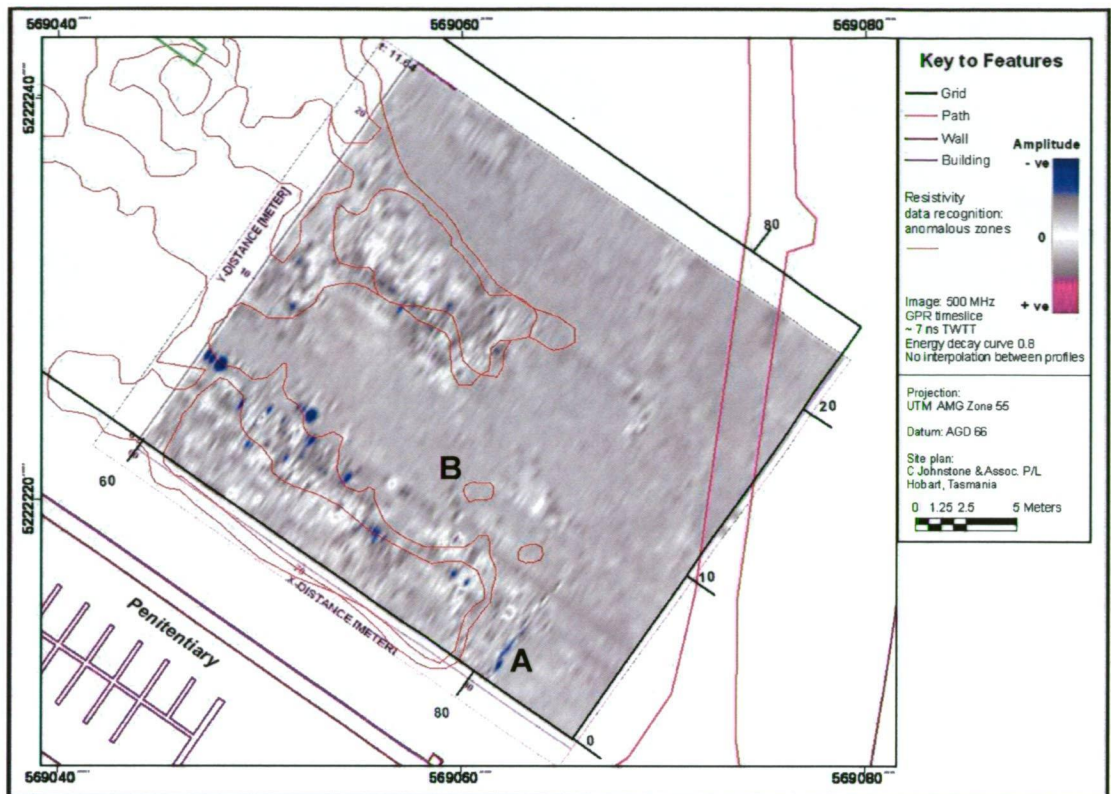 569040
569060
569080
5222240
5222220
t: 11.64
20
Y-DISTANCE [METER]
80
20
10
0
60
80
X-DISTANCE [METER]
B
A
Penitentiary
569040
569060
569080
Key to Features
Grid
Path
Wall
Building
Amplitude
- ve
0
+ ve
Resistivity
data recognition:
anomalous zones
Image: 500 MHz
GPR timeslice
~ 7 ns TWTT
Energy decay curve 0.8
No interpolation between profiles
Projection:
UTM AMG Zone 55
Datum: AGD 66
Site plan:
C Johnstone & Assoc. P/L
Hobart, Tasmania
0 1.25 2.5 5 Meters